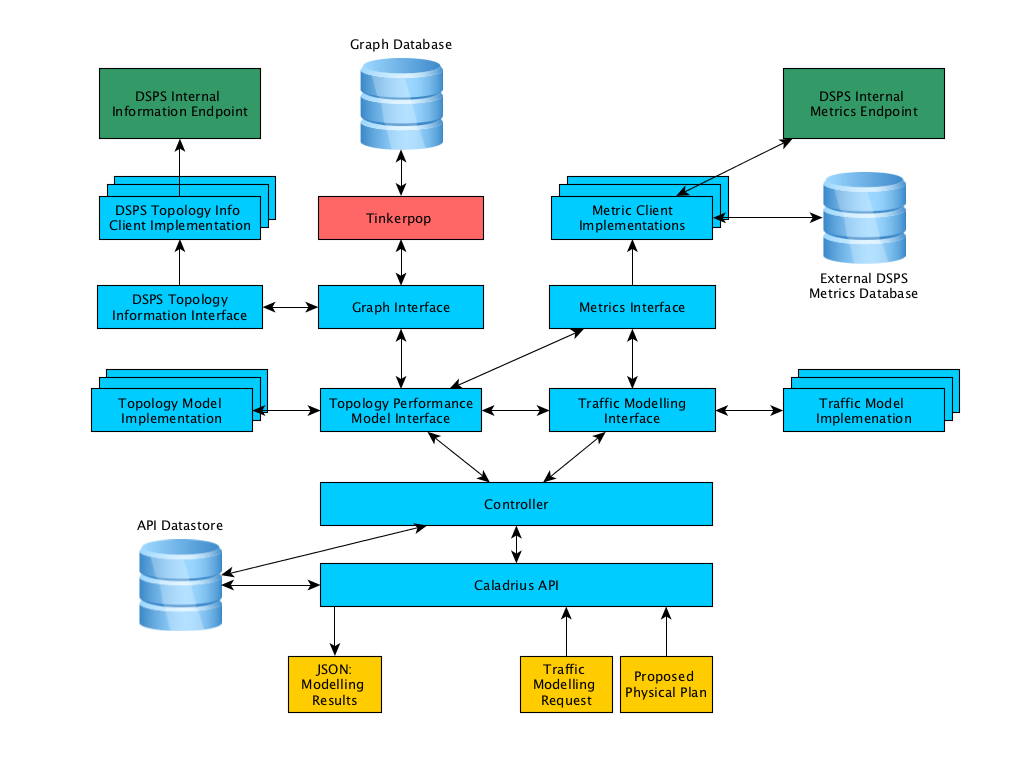 Graph Database
DSPS Internal
Information Endpoint
DSPS Internal
Metrics Endpoint
DSPS Topology Info
Client Implementation
Tinkerpop
Metric Client
Implementations
External DSPS
Metrics Database
DSPS Topology
Information Interface
Graph Interface
Metrics Interface
Topology Model
Implementation
Topology Performance
Model Interface
Traffic Modelling
Interface
Traffic Model
Implemenation
Controller
API Datastore
Caladrius API
JSON:
Modelling
Results
Traffic
Modelling
Request
Proposed
Physical Plan